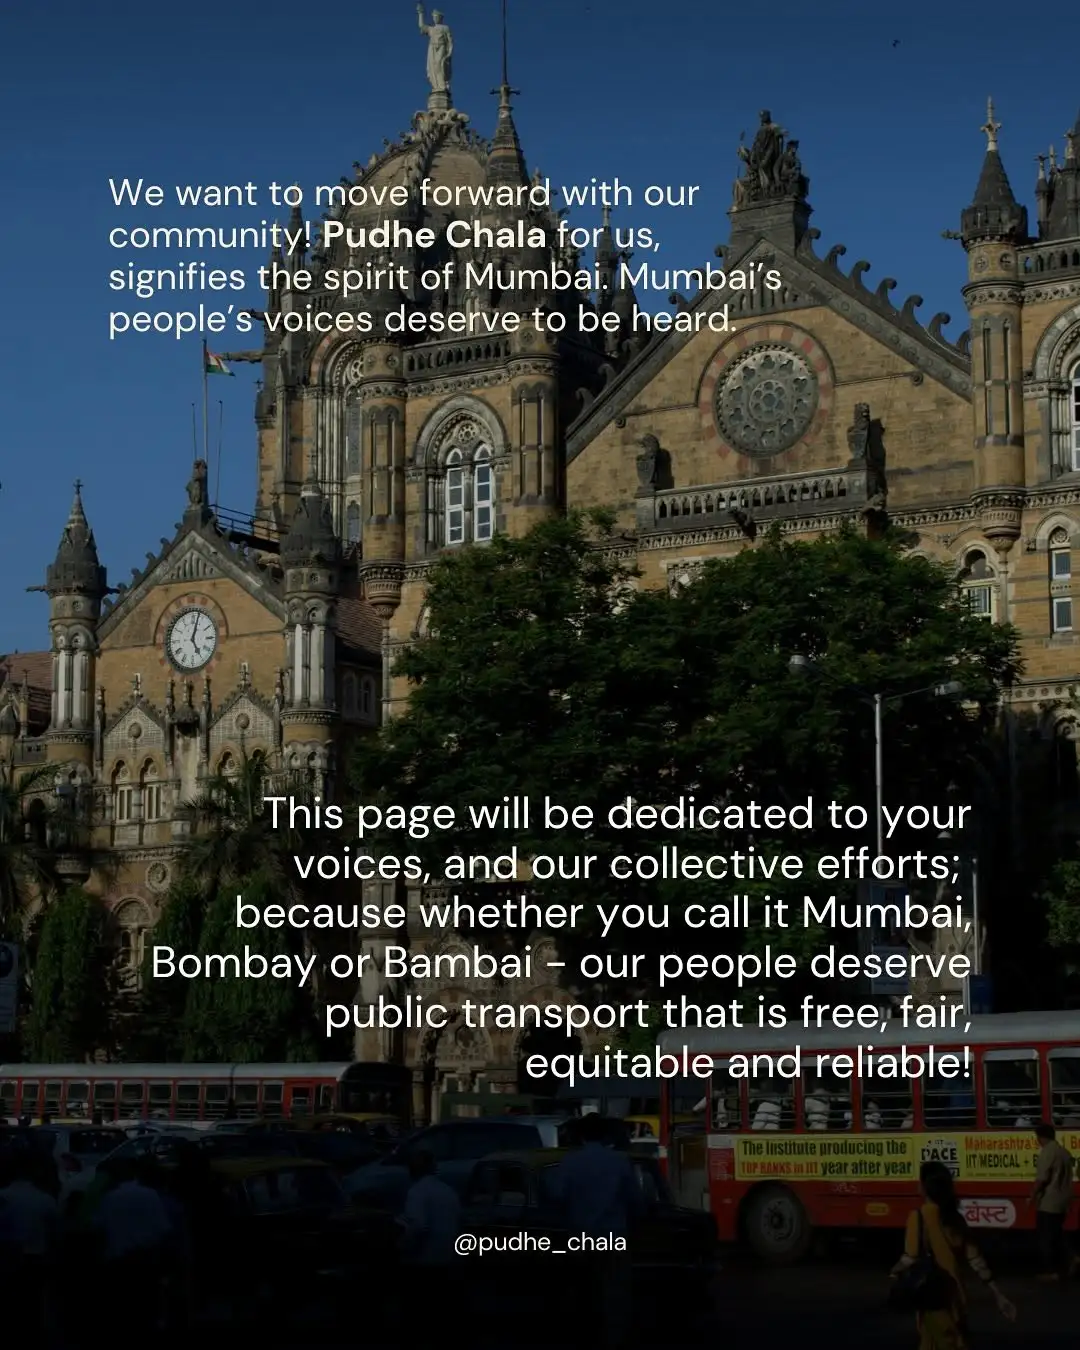 We want to move forward with our
community! Pudhe Chala for us,
signifies the spirit of Mumbai. Mumbai’s
people’s voices deserve to be heard.
This page will be dedicated to your
voices, and our collective efforts;
because whether you call it Mumbai,
Bombay or Bambai - our people deserve
public transport that is free, fair,
equitable and reliable!
The Institute producing the
TOP RANKS in IIT year after year
PACE
Maharashtra's
IIT MEDICAL +
बेस्ट
@pudhe_chala